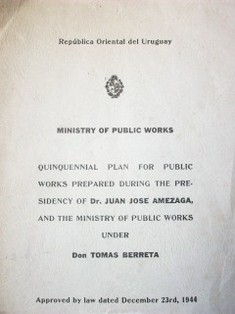 República Oriental del Uruguay
MINISTRY OF PUBLIC WORKS
QUINQUENNIAL PLAN FOR PUBLIC
WORKS PREPARED DURING THE PRE-
SIDENCY OF Dr. JUAN JOSE AMEZAGA,
AND THE MINISTRY OF PUBLIC WORKS
UNDER
Don TOMAS BERRETA
Approved by law dated December 23rd, 1944